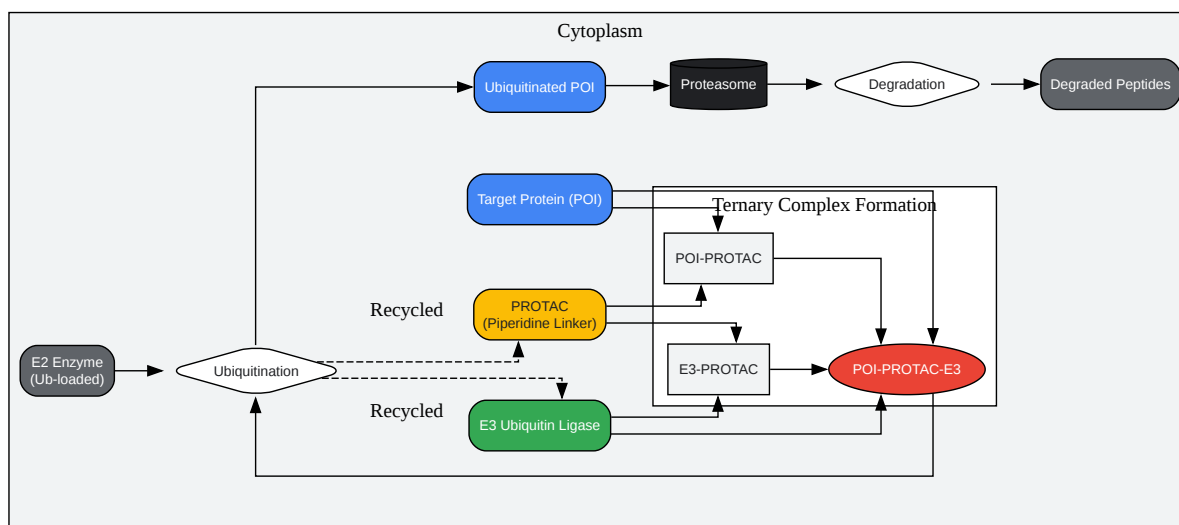 Cytoplasm
Ubiquitinated POI
Proteasome
Degradation
Degraded Peptides
Target Protein (POI)
Ternary Complex Formation
POI-PROTAC
Recycled
PROTAC
(Piperidine Linker)
E2 Enzyme
(Ub-loaded)
Ubiquitination
E3-PROTAC
POI-PROTAC-E3
Recycled
E3 Ubiquitin Ligase